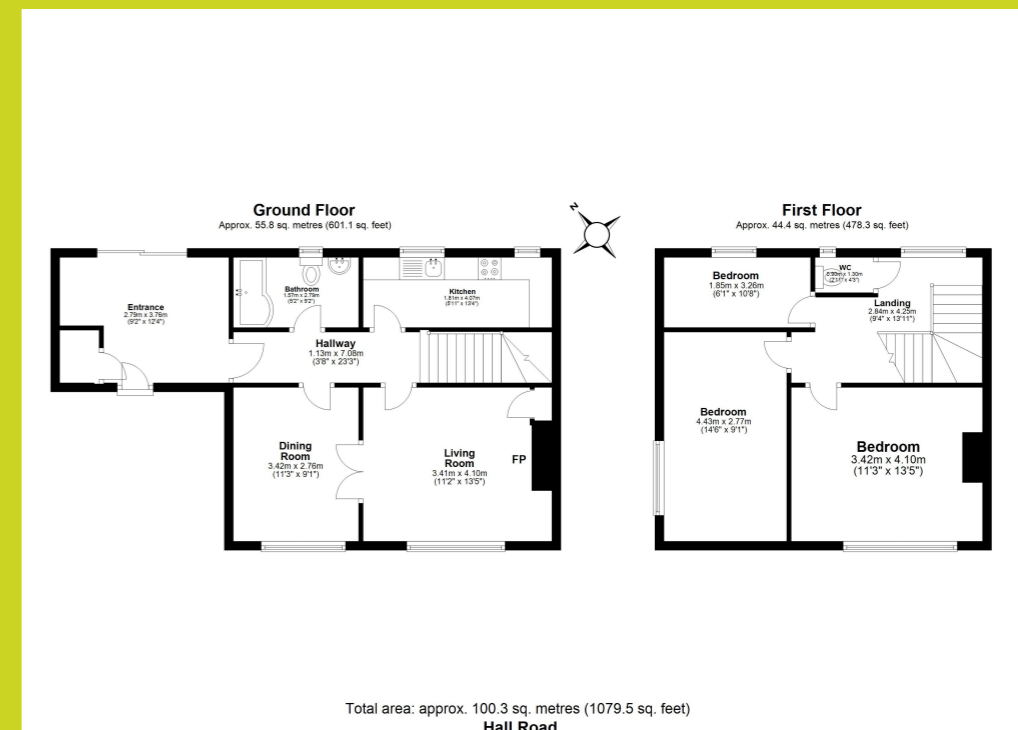 Ground Floor
Approx. 55.8 sq. metres (601.1 sq. feet)
Entrance
2.79m x 3.76m
(9'2" x 12'4")
Bathroom
1.57m x 2.79m
(5'2" x 9'2")
Kitchen
1.81m x 4.07m
(5'11" x 13'4")
Hallway
1.13m x 7.08m
(3'8" x 23'3")
Dining
Room
3.42m x 2.76m
(11'3" x 9'1")
Living
Room
3.41m x 4.10m
(11'2" x 13'5")
FP
N
First Floor
Approx. 44.4 sq. metres (478.3 sq. feet)
Bedroom
1.85m x 3.26m
(6'1" x 10'8")
WC
x 1.30m
(2'11" x 4'3")
Landing
2.84m x 4.25m
(9'4" x 13'11")
Bedroom
4.43m x 2.77m
(14'6" x 9'1")
Bedroom
3.42m x 4.10m
(11'3" x 13'5")
Total area: approx. 100.3 sq. metres (1079.5 sq. feet)
Hall Road